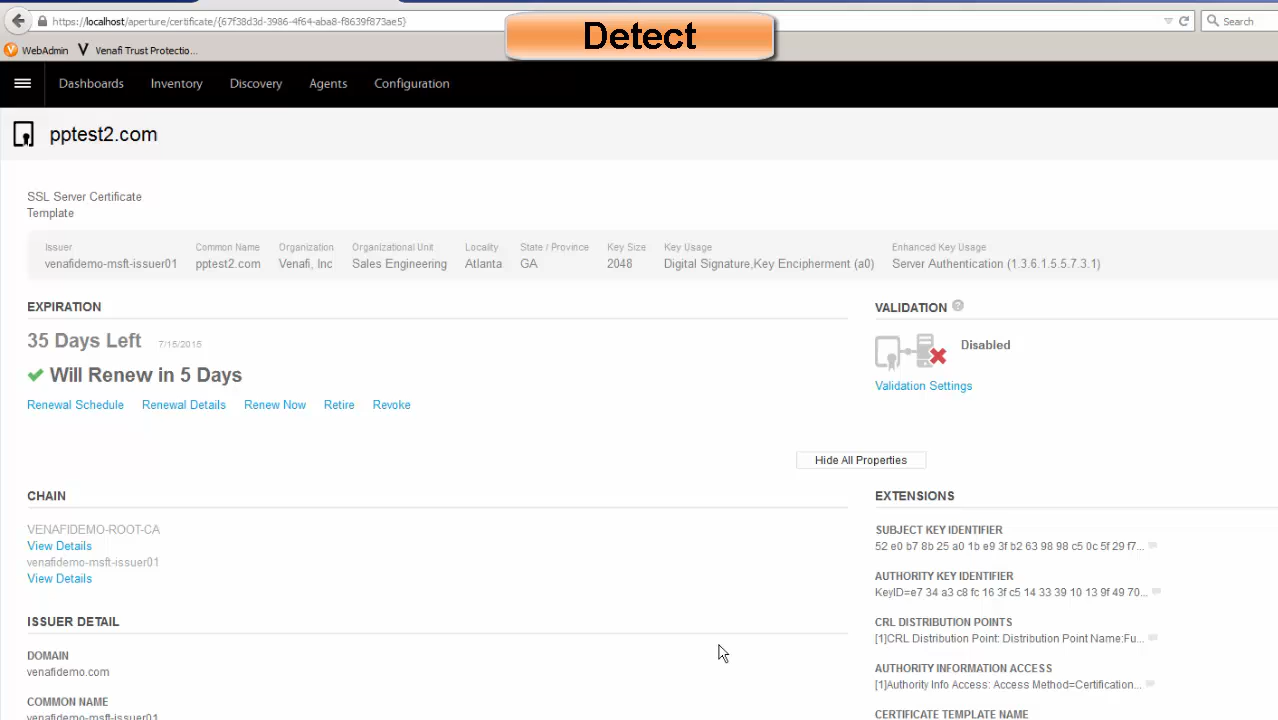 https://localhost/aperture/certificate/{67f38d3d-3986-4f64-aba8-f8639f873ae5}
Detect
Search
WebAdmin
Venafi Trust Protectio...
Dashboards Inventory Discovery Agents Configuration
pptest2.com
SSL Server Certificate
Template
Issuer Common Name Organization Organizational Unit Locality State / Province Key Size Key Usage Enhanced Key Usage
venafidemo-msft-issuer01 pptest2.com Venafi, Inc Sales Engineering Atlanta GA 2048 Digital Signature,Key Encipherment (a0) Server Authentication (1.3.6.1.5.5.7.3.1)
EXPIRATION
35 Days Left 7/15/2015
Will Renew in 5 Days
Renewal Schedule Renewal Details Renew Now Retire Revoke
VALIDATION ?
Disabled
Validation Settings
Hide All Properties
CHAIN
VENAFIDEMO-ROOT-CA
View Details
venafidemo-msft-issuer01
View Details
ISSUER DETAIL
DOMAIN
venafidemo.com
COMMON NAME
venafidemo-msft-issuer01
EXTENSIONS
SUBJECT KEY IDENTIFIER
52 e0 b7 8b 25 a0 1b e9 3f b2 63 98 98 c5 0c 5f 29 f7...
AUTHORITY KEY IDENTIFIER
KeyID=e7 34 a3 c8 fc 16 3f c5 14 33 39 10 13 9f 49 70...
CRL DISTRIBUTION POINTS
[1]CRL Distribution Point: Distribution Point Name:Fu...
AUTHORITY INFORMATION ACCESS
[1]Authority Info Access: Access Method=Certification...
CERTIFICATE TEMPLATE NAME